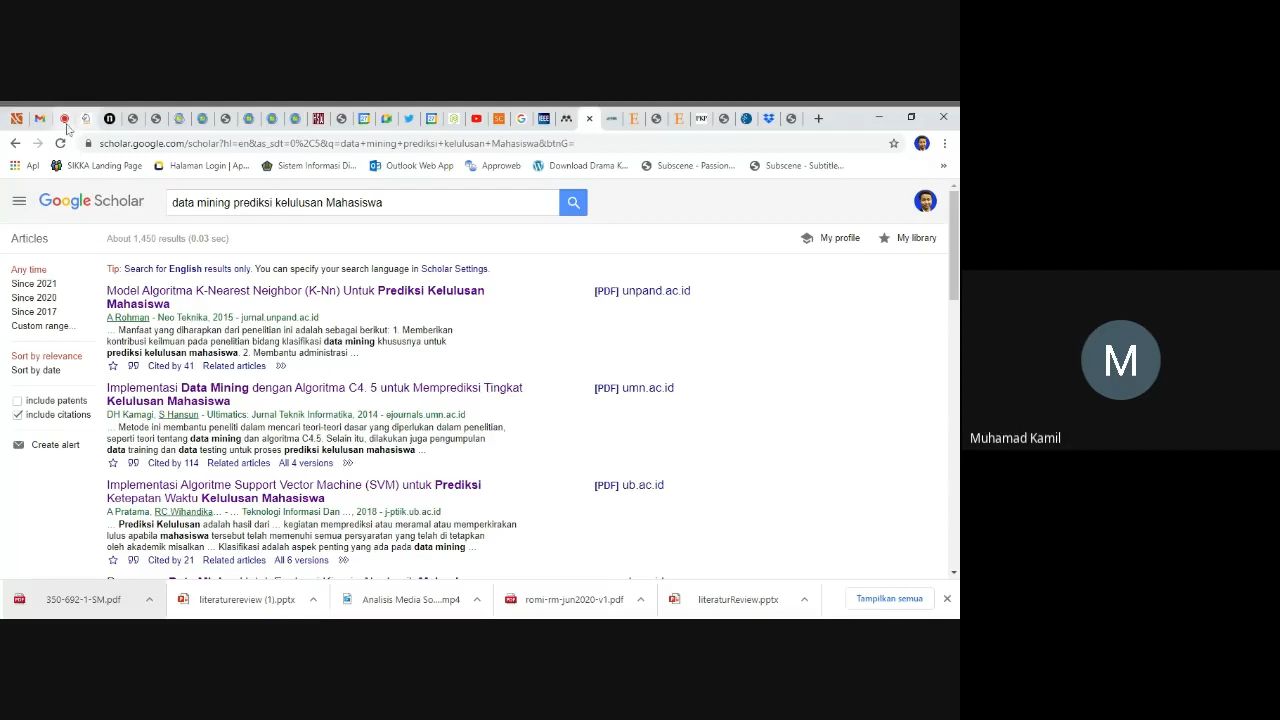 scholar.google.com/scholar?hl=en&as_sdt=0%2C5&q=data+mining+prediksi+kelulusan+Mahasiswa&btnG=
Apl
SIKKA Landing Page
Halaman Login | Ap...
Sistem Informasi Di...
Outlook Web App
Approweb
Download Drama K...
Subscene - Passion...
Subscene - Subtitle...
Google Scholar
data mining prediksi kelulusan Mahasiswa
Articles
About 1,450 results (0.03 sec)
My profile
My library
Any time
Since 2021
Since 2020
Since 2017
Custom range...
Sort by relevance
Sort by date
include patents
include citations
Create alert
Tip: Search for English results only. You can specify your search language in Scholar Settings.
Model Algoritma K-Nearest Neighbor (K-Nn) Untuk Prediksi Kelulusan
Mahasiswa
[PDF] unpand.ac.id
A Rohman - Neo Teknika, 2015 - jurnal.unpand.ac.id
... Manfaat yang diharapkan dari penelitian ini adalah sebagai berikut: 1. Memberikan
kontribusi keilmuan pada penelitian bidang klasifikasi data mining khususnya untuk
prediksi kelulusan mahasiswa. 2. Membantu administrasi ...
Cited by 41 Related articles
Implementasi Data Mining dengan Algoritma C4. 5 untuk Memprediksi Tingkat
Kelulusan Mahasiswa
[PDF] umn.ac.id
DH Kamagi, S Hansun - Ultimatics: Jurnal Teknik Informatika, 2014 - ejournals.umn.ac.id
... Metode ini membantu peneliti dalam mencari teori-teori dasar yang diperlukan dalam penelitian,
seperti teori tentang data mining dan algoritma C4.5. Selain itu, dilakukan juga pengumpulan
data training dan data testing untuk proses prediksi kelulusan mahasiswa ...
Cited by 114 Related articles All 4 versions
Implementasi Algoritme Support Vector Machine (SVM) untuk Prediksi
Ketepatan Waktu Kelulusan Mahasiswa
[PDF] ub.ac.id
A Pratama, RC Wihandika... - ... Teknologi Informasi Dan ..., 2018 - j-ptiik.ub.ac.id
... Prediksi Kelulusan adalah hasil dari ... kegiatan memprediksi atau meramal atau memperkirakan
lulus apabila mahasiswa tersebut telah memenuhi semua persyaratan yang telah di tetapkan
oleh akademik misalkan ... Klasifikasi adalah aspek penting yang ada pada data mining ...
Cited by 21 Related articles All 6 versions
350-692-1-SM.pdf
literaturereview (1).pptx
Analisis Media So....mp4
romi-rm-jun2020-v1.pdf
literaturReview.pptx
Tampilkan semua
M
Muhamad Kamil